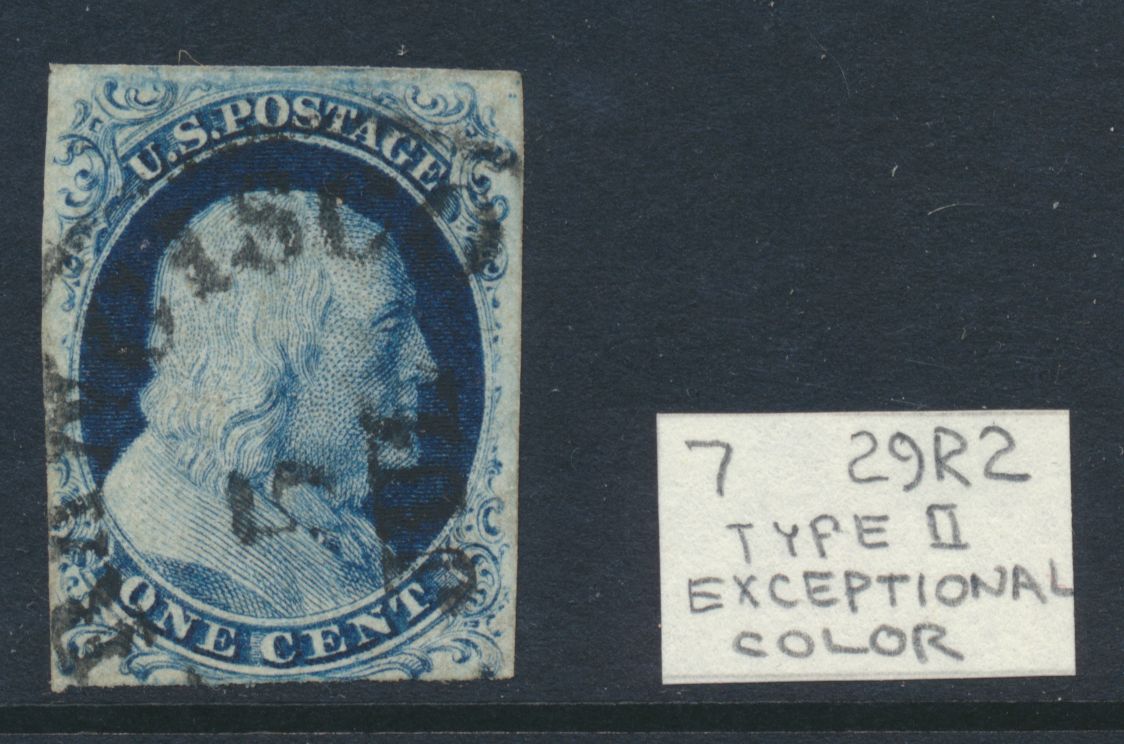 U.S.POSTAGE
ONE CENT
7 29R2
TYPE II
EXCEPTIONAL
COLOR